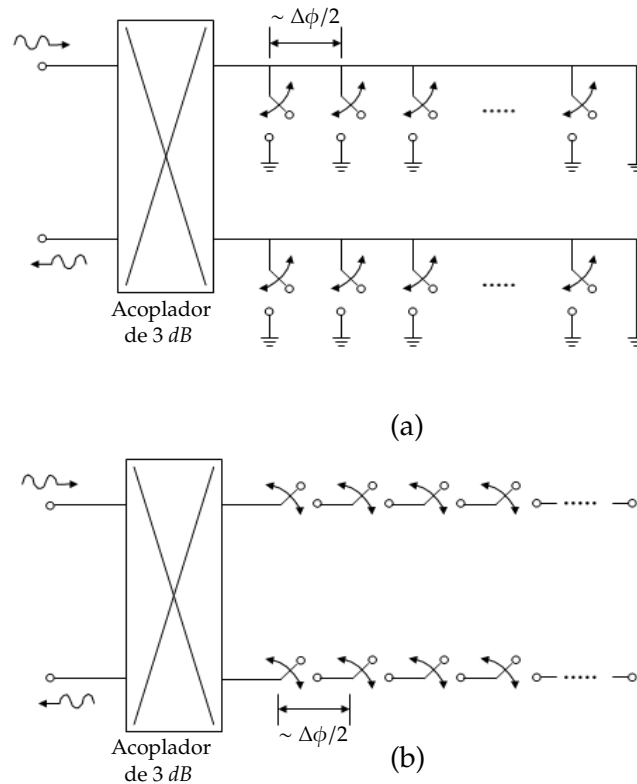 ~ Δϕ/2
.....
.....
Acoplador
de 3 dB
(a)
.....
.....
~ Δϕ/2
(b)
Acoplador
de 3 dB